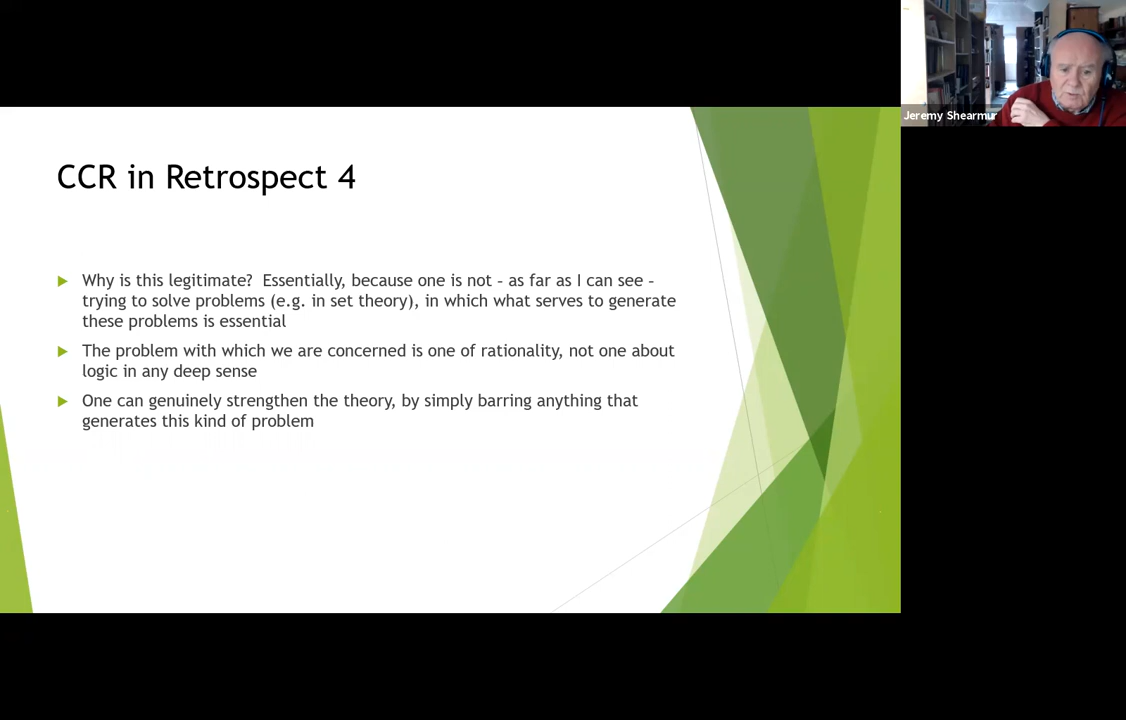 CCR in Retrospect 4
Why is this legitimate?  Essentially, because one is not – as far as I can see –
trying to solve problems (e.g. in set theory), in which what serves to generate
these problems is essential
The problem with which we are concerned is one of rationality, not one about
logic in any deep sense
One can genuinely strengthen the theory, by simply barring anything that
generates this kind of problem
Jeremy Shearmur